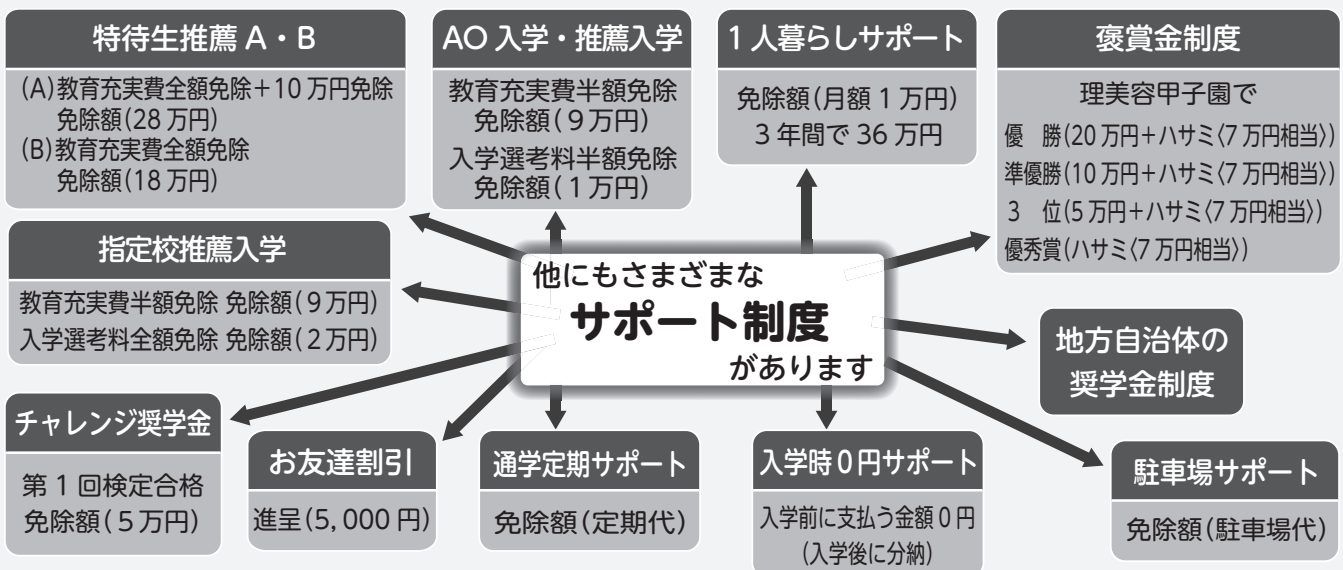 特待生推薦 A・B
(A)教育充実費全額免除＋10万円免除
免除額(28万円)
(B)教育充実費全額免除
免除額(18万円)
AO 入学・推薦入学
教育充実費半額免除
免除額(9万円)
入学選考料半額免除
免除額(1万円)
1人暮らしサポート
免除額(月額1万円)
3年間で36万円
褒賞金制度
理美容甲子園で
優　勝(20万円＋ハサミ〈7万円相当〉)
準優勝(10万円＋ハサミ〈7万円相当〉)
3　位(5万円＋ハサミ〈7万円相当〉)
優秀賞(ハサミ〈7万円相当〉)
指定校推薦入学
教育充実費半額免除 免除額(9万円)
入学選考料全額免除 免除額(2万円)
他にもさまざまな
サポート制度
があります
地方自治体の
奨学金制度
チャレンジ奨学金
第1回検定合格
免除額(5万円)
お友達割引
進呈(5,000円)
通学定期サポート
免除額(定期代)
入学時0円サポート
入学前に支払う金額0円
(入学後に分納)
駐車場サポート
免除額(駐車場代)